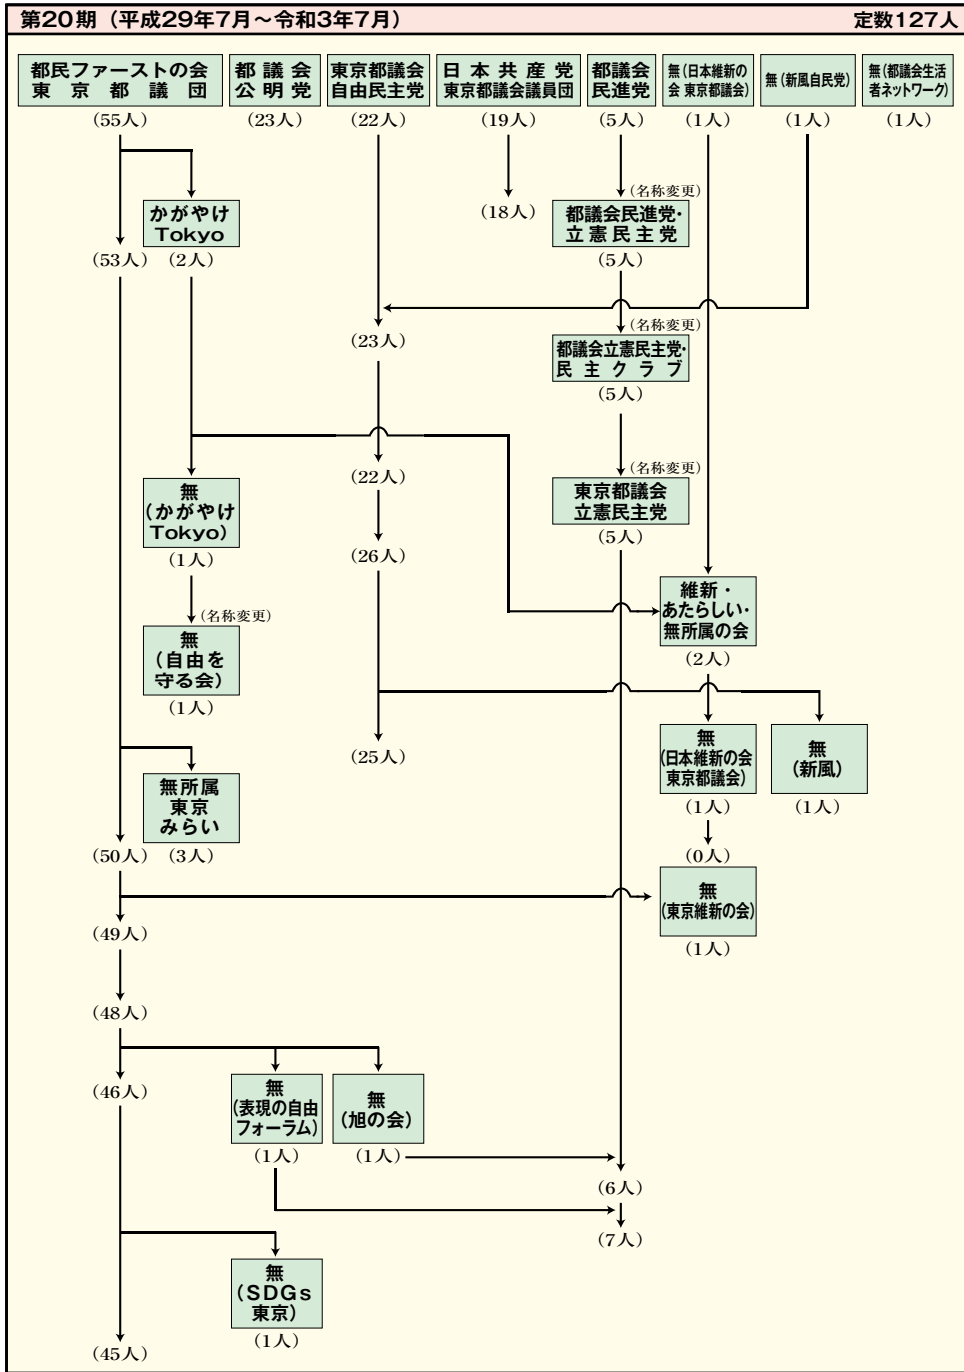 第20期（平成29年7月～令和3年7月）
定数127人
都民ファーストの会
東京都議団
（55人）
都議会
公明党
（23人）
東京都議会
自由民主党
（22人）
日本共産党
東京都議会議員団
（19人）
都議会
民進党
（5人）
無（日本維新の
会 東京都議会）
（1人）
無（新風自民党）
（1人）
無（都議会生活
者ネットワーク）
（1人）
かがやけ
Tokyo
（53人）
（2人）
（18人）
（名称変更）
都議会民進党・
立憲民主党
（5人）
（23人）
（名称変更）
都議会立憲民主党・
民主クラブ
（5人）
（22人）
（名称変更）
東京都議会
立憲民主党
（5人）
無
（かがやけ
Tokyo）
（1人）
（26人）
（名称変更）
無
（自由を
守る会）
（1人）
維新・
あたらしい・
無所属の会
（2人）
（25人）
無
（日本維新の会
東京都議会）
（1人）
無
（新風）
（1人）
無所属
東京
みらい
（50人）
（3人）
（0人）
無
（東京維新の会）
（1人）
（49人）
（48人）
（46人）
無
（表現の自由
フォーラム）
（1人）
無
（旭の会）
（1人）
（6人）
（7人）
無
（SDGs
東京）
（1人）
（45人）